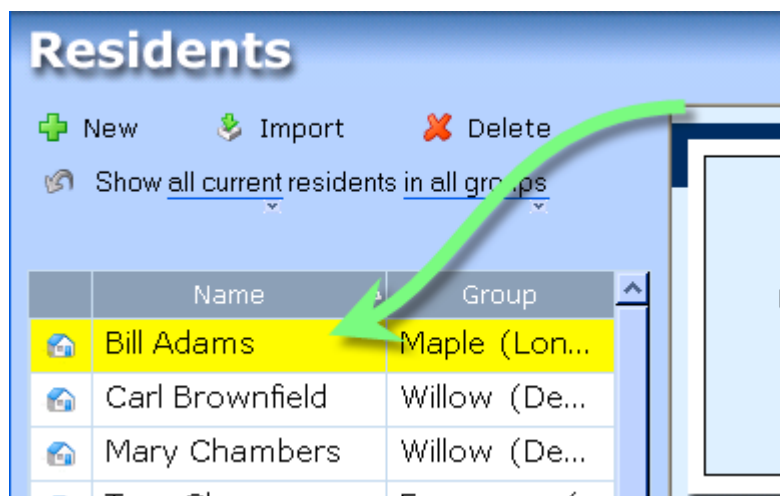 Residents
New Import Delete
Show all current residents in all groups
Name Group
Bill Adams Maple (Lon...
Carl Brownfield Willow (De...
Mary Chambers Willow (De...